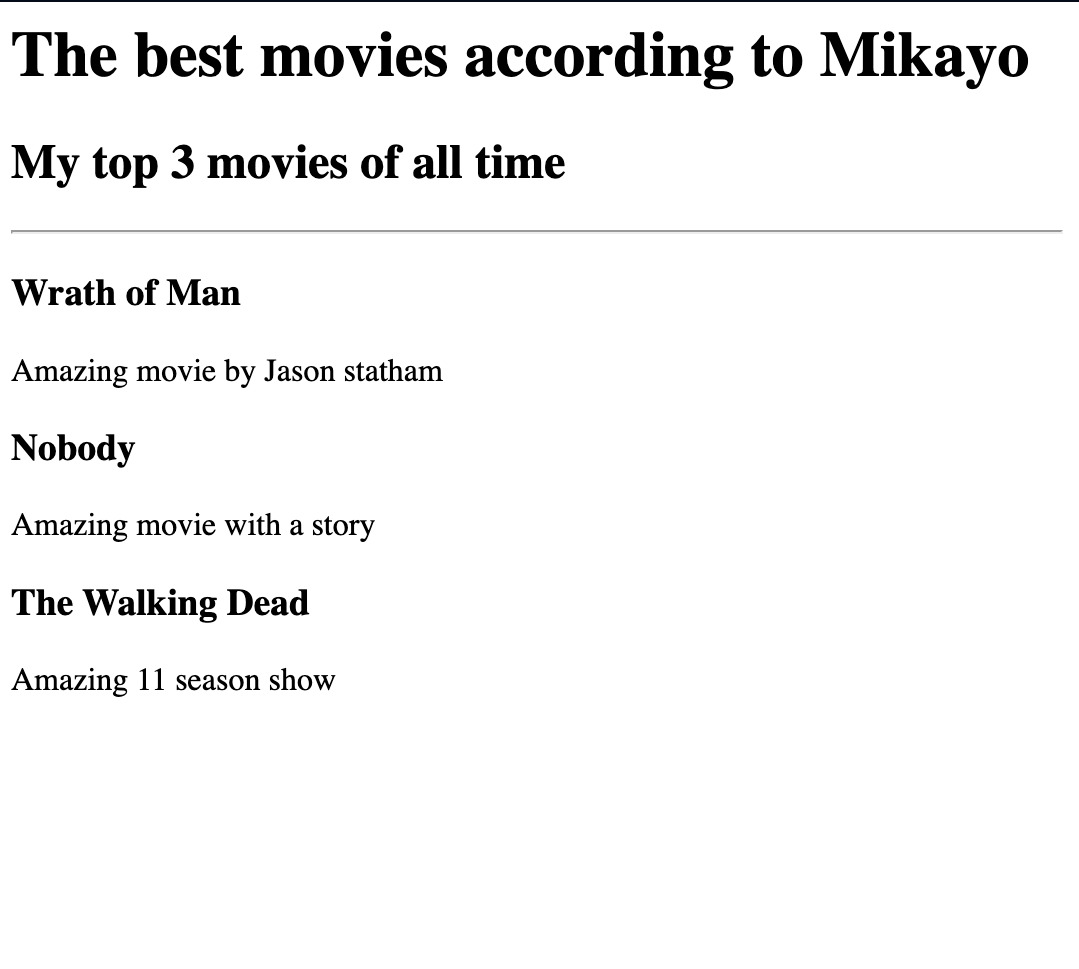 The best movies according to Mikayo
My top 3 movies of all time
Wrath of Man
Amazing movie by Jason statham
Nobody
Amazing movie with a story
The Walking Dead
Amazing 11 season show